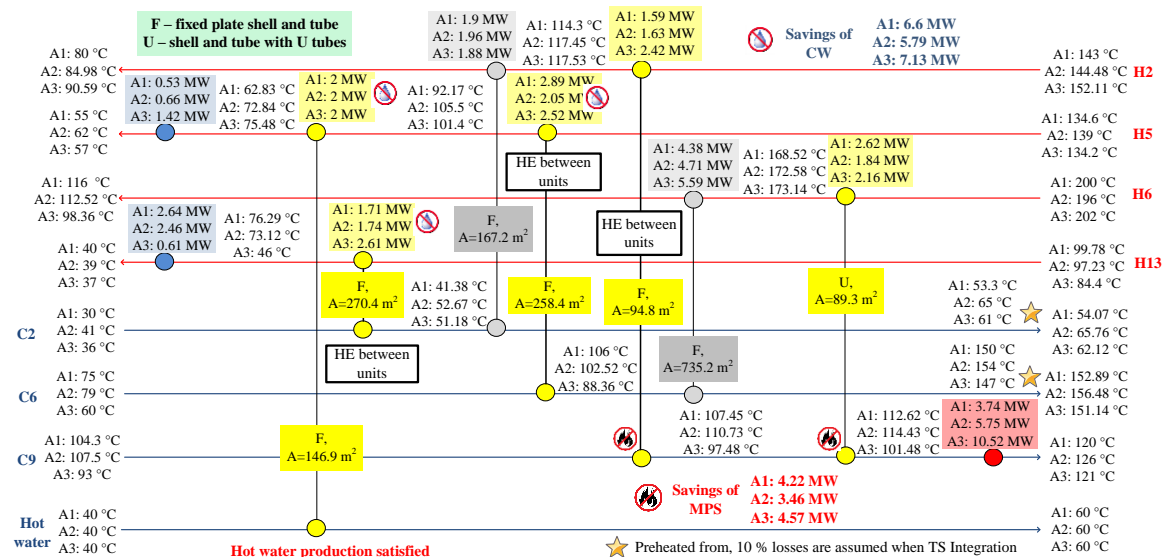 F – fixed plate shell and tube
U – shell and tube with U tubes
A1: 1.9 MW
A2: 1.96 MW
A3: 1.88 MW
A1: 114.3 °C
A2: 117.45 °C
A3: 117.53 °C
A1: 1.59 MW
A2: 1.63 MW
A3: 2.42 MW
Savings of
CW
A1: 6.6 MW
A2: 5.79 MW
A3: 7.13 MW
A1: 80 °C
A2: 84.98 °C
A3: 90.59 °C
A1: 143 °C
A2: 144.48 °C
A3: 152.11 °C
H2
A1: 0.53 MW
A2: 0.66 MW
A3: 1.42 MW
A1: 62.83 °C
A2: 72.84 °C
A3: 75.48 °C
A1: 2 MW
A2: 2 MW
A3: 2 MW
A1: 92.17 °C
A2: 105.5 °C
A3: 101.4 °C
A1: 2.89 MW
A2: 2.05 MW
A3: 2.52 MW
A1: 55 °C
A2: 62 °C
A3: 57 °C
A1: 134.6 °C
A2: 139 °C
A3: 134.2 °C
H5
HE between
units
A1: 4.38 MW
A2: 4.71 MW
A3: 5.59 MW
A1: 168.52 °C
A2: 172.58 °C
A3: 173.14 °C
A1: 2.62 MW
A2: 1.84 MW
A3: 2.16 MW
A1: 116 °C
A2: 112.52 °C
A3: 98.36 °C
A1: 200 °C
A2: 196 °C
A3: 202 °C
H6
A1: 2.64 MW
A2: 2.46 MW
A3: 0.61 MW
A1: 76.29 °C
A2: 73.12 °C
A3: 46 °C
A1: 1.71 MW
A2: 1.74 MW
A3: 2.61 MW
F,
A=167.2 m²
HE between
units
A1: 40 °C
A2: 39 °C
A3: 37 °C
A1: 99.78 °C
A2: 97.23 °C
A3: 84.4 °C
H13
F,
A=270.4 m²
A1: 41.38 °C
A2: 52.67 °C
A3: 51.18 °C
F,
A=258.4 m²
F,
A=94.8 m²
U,
A=89.3 m²
A1: 53.3 °C
A2: 65 °C
A3: 61 °C
C2
A1: 30 °C
A2: 41 °C
A3: 36 °C
A1: 54.07 °C
A2: 65.76 °C
A3: 62.12 °C
HE between
units
A1: 106 °C
A2: 102.52 °C
A3: 88.36 °C
F,
A=735.2 m²
A1: 150 °C
A2: 154 °C
A3: 147 °C
C6
A1: 75 °C
A2: 79 °C
A3: 60 °C
A1: 152.89 °C
A2: 156.48 °C
A3: 151.14 °C
C9
A1: 104.3 °C
A2: 107.5 °C
A3: 93 °C
F,
A=146.9 m²
A1: 107.45 °C
A2: 110.73 °C
A3: 97.48 °C
A1: 112.62 °C
A2: 114.43 °C
A3: 101.48 °C
A1: 3.74 MW
A2: 5.75 MW
A3: 10.52 MW
A1: 120 °C
A2: 126 °C
A3: 121 °C
Savings of
MPS
A1: 4.22 MW
A2: 3.46 MW
A3: 4.57 MW
Hot
water
A1: 40 °C
A2: 40 °C
A3: 40 °C
A1: 60 °C
A2: 60 °C
A3: 60 °C
Hot water production satisfied
Preheated from, 10 % losses are assumed when TS Integration